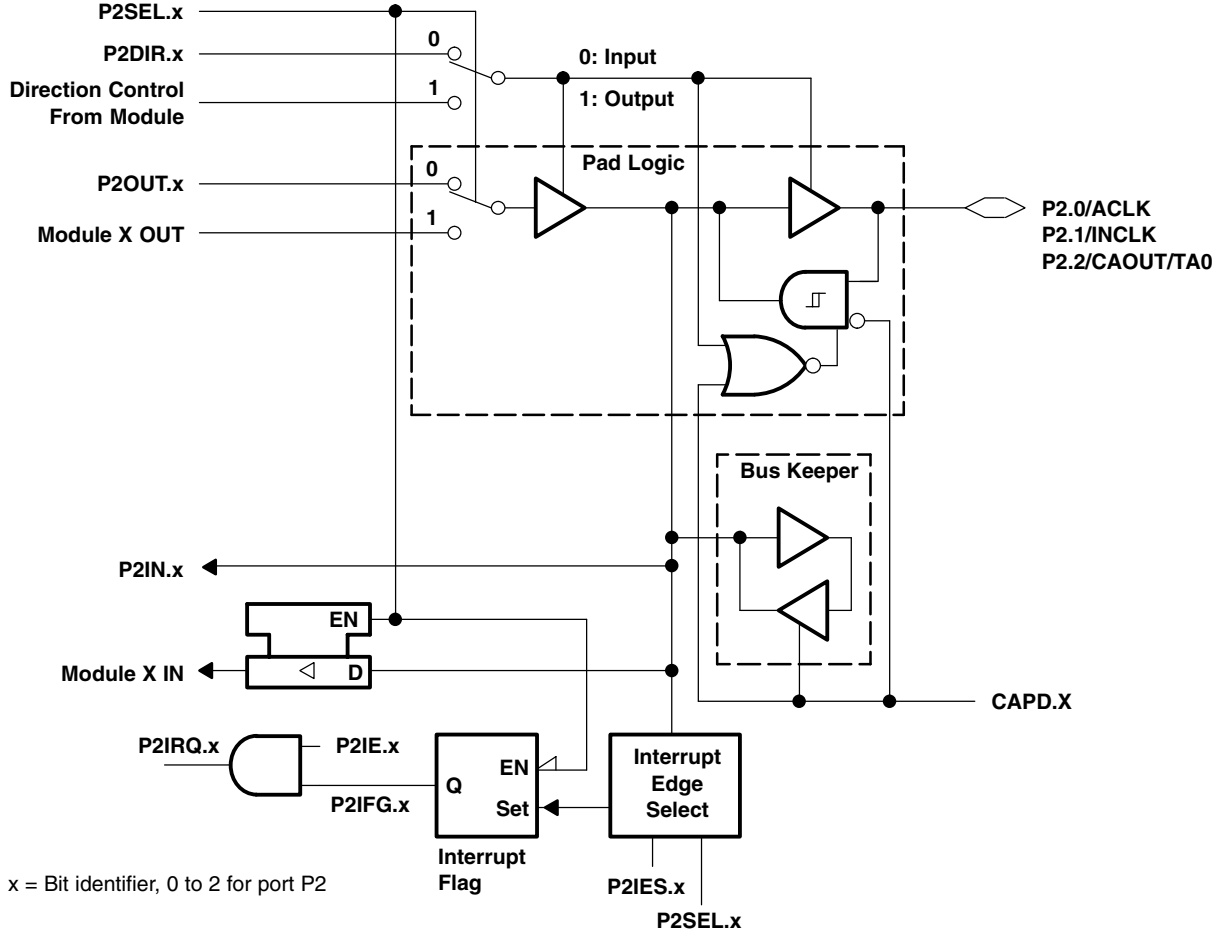 P2SEL.x
P2DIR.x
0
0: Input
Direction Control
From Module
1
1: Output
Pad Logic
P2OUT.x
0
Module X OUT
1
P2.0/ACLK
P2.1/INCLK
P2.2/CAOUT/TA0
Bus Keeper
P2IN.x
EN
Module X IN
D
CAPD.X
P2IRQ.x
P2IE.x
P2IFG.x
Q
EN
Set
Interrupt
Edge
Select
Interrupt
Flag
P2IES.x
P2SEL.x
x = Bit identifier, 0 to 2 for port P2